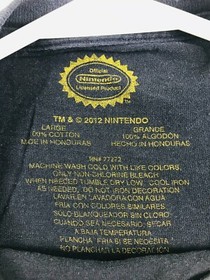 Official
Nintendo
Licensed Product
TM & © 2012 NINTENDO
LARGE GRANDE
100% COTTON 100% ALGODON
MADE IN HONDURAS HECHO IN HONDURAS
RN# 77372
MACHINE WASH COLD WITH LIKE COLORS,
ONLY NON CHLORINE BLEACH
WHEN NEEDED TUMBLE DRY LOW, COOL IRON
AS NEEDED, DO NOT IRON DECORATION
LAVAR EN LAVADORA CON AGUA
FRIA CON COLORES SIMILARES
SOLO BLANQUEADOR SIN CLORO
CUANDO SEA NECESARIO, SECAR
A BAJA TEMPERATURA
PLANCHA FRIA SI SE NECESITA
NO PLANCHAR LA DECORACION